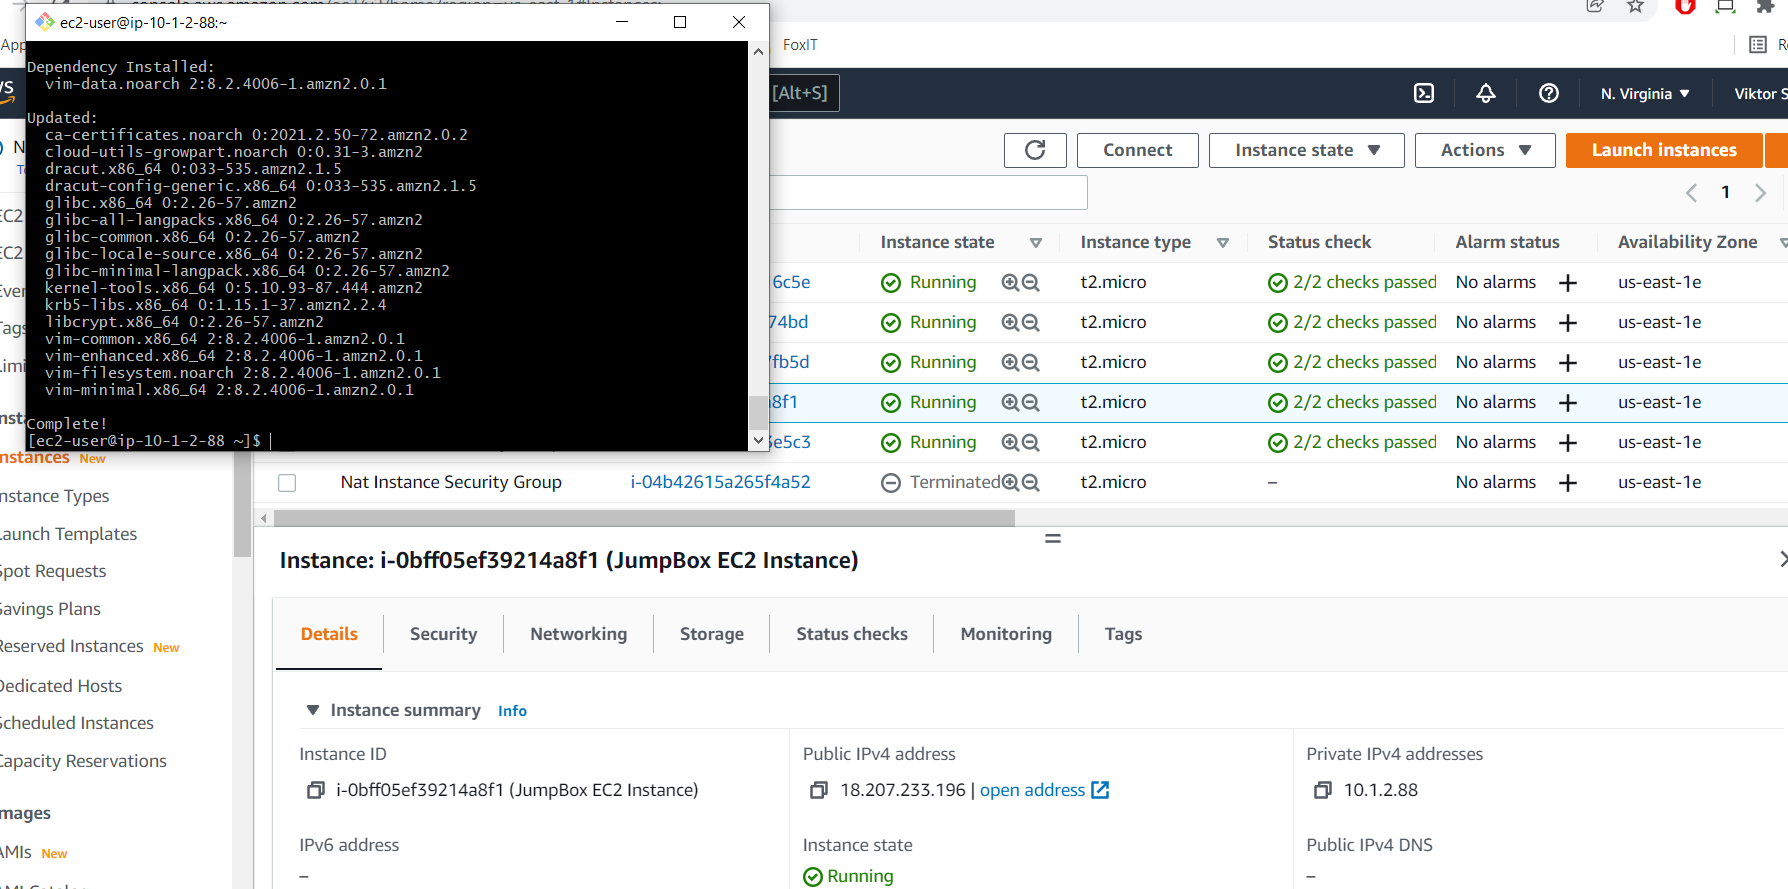 ec2-user@ip-10-1-2-88:~
FoxIT
Dependency Installed:
vim-data.noarch 2:8.2.4006-1.amzn2.0.1
Updated:
ca-certificates.noarch 0:2021.2.50-72.amzn2.0.2
cloud-utils-growpart.noarch 0:0.31-3.amzn2
dracut.x86_64 0:033-535.amzn2.1.5
dracut-config-generic.x86_64 0:033-535.amzn2.1.5
glibc.x86_64 0:2.26-57.amzn2
glibc-all-langpacks.x86_64 0:2.26-57.amzn2
glibc-common.x86_64 0:2.26-57.amzn2
glibc-locale-source.x86_64 0:2.26-57.amzn2
glibc-minimal-langpack.x86_64 0:2.26-57.amzn2
kernel-tools.x86_64 0:5.10.93-87.444.amzn2
krb5-libs.x86_64 0:1.15.1-37.amzn2.2.4
libcrypt.x86_64 0:2.26-57.amzn2
vim-common.x86_64 2:8.2.4006-1.amzn2.0.1
vim-enhanced.x86_64 2:8.2.4006-1.amzn2.0.1
vim-filesystem.noarch 2:8.2.4006-1.amzn2.0.1
vim-minimal.x86_64 2:8.2.4006-1.amzn2.0.1
Complete!
[ec2-user@ip-10-1-2-88 ~]$
[Alt+S]
N. Virginia
Viktor S
Connect
Instance state
Actions
Launch instances
1
Instance state Instance type Status check Alarm status Availability Zone
6c5e Running t2.micro 2/2 checks passed No alarms + us-east-1e
74bd Running t2.micro 2/2 checks passed No alarms + us-east-1e
fb5d Running t2.micro 2/2 checks passed No alarms + us-east-1e
8f1 Running t2.micro 2/2 checks passed No alarms + us-east-1e
e5c3 Running t2.micro 2/2 checks passed No alarms + us-east-1e
Nat Instance Security Group i-04b42615a265f4a52 Terminated t2.micro – No alarms + us-east-1e
App
EC2
EC2
Even
Tags
Limi
nsta
nstances New
nstance Types
aunch Templates
Spot Requests
Savings Plans
Reserved Instances New
Dedicated Hosts
Scheduled Instances
Capacity Reservations
mages
AMIs New
Instance: i-0bff05ef39214a8f1 (JumpBox EC2 Instance)
Details
Security
Networking
Storage
Status checks
Monitoring
Tags
Instance summary Info
Instance ID
i-0bff05ef39214a8f1 (JumpBox EC2 Instance)
Public IPv4 address
18.207.233.196 | open address
Private IPv4 addresses
10.1.2.88
IPv6 address
–
Instance state
Running
Public IPv4 DNS
–